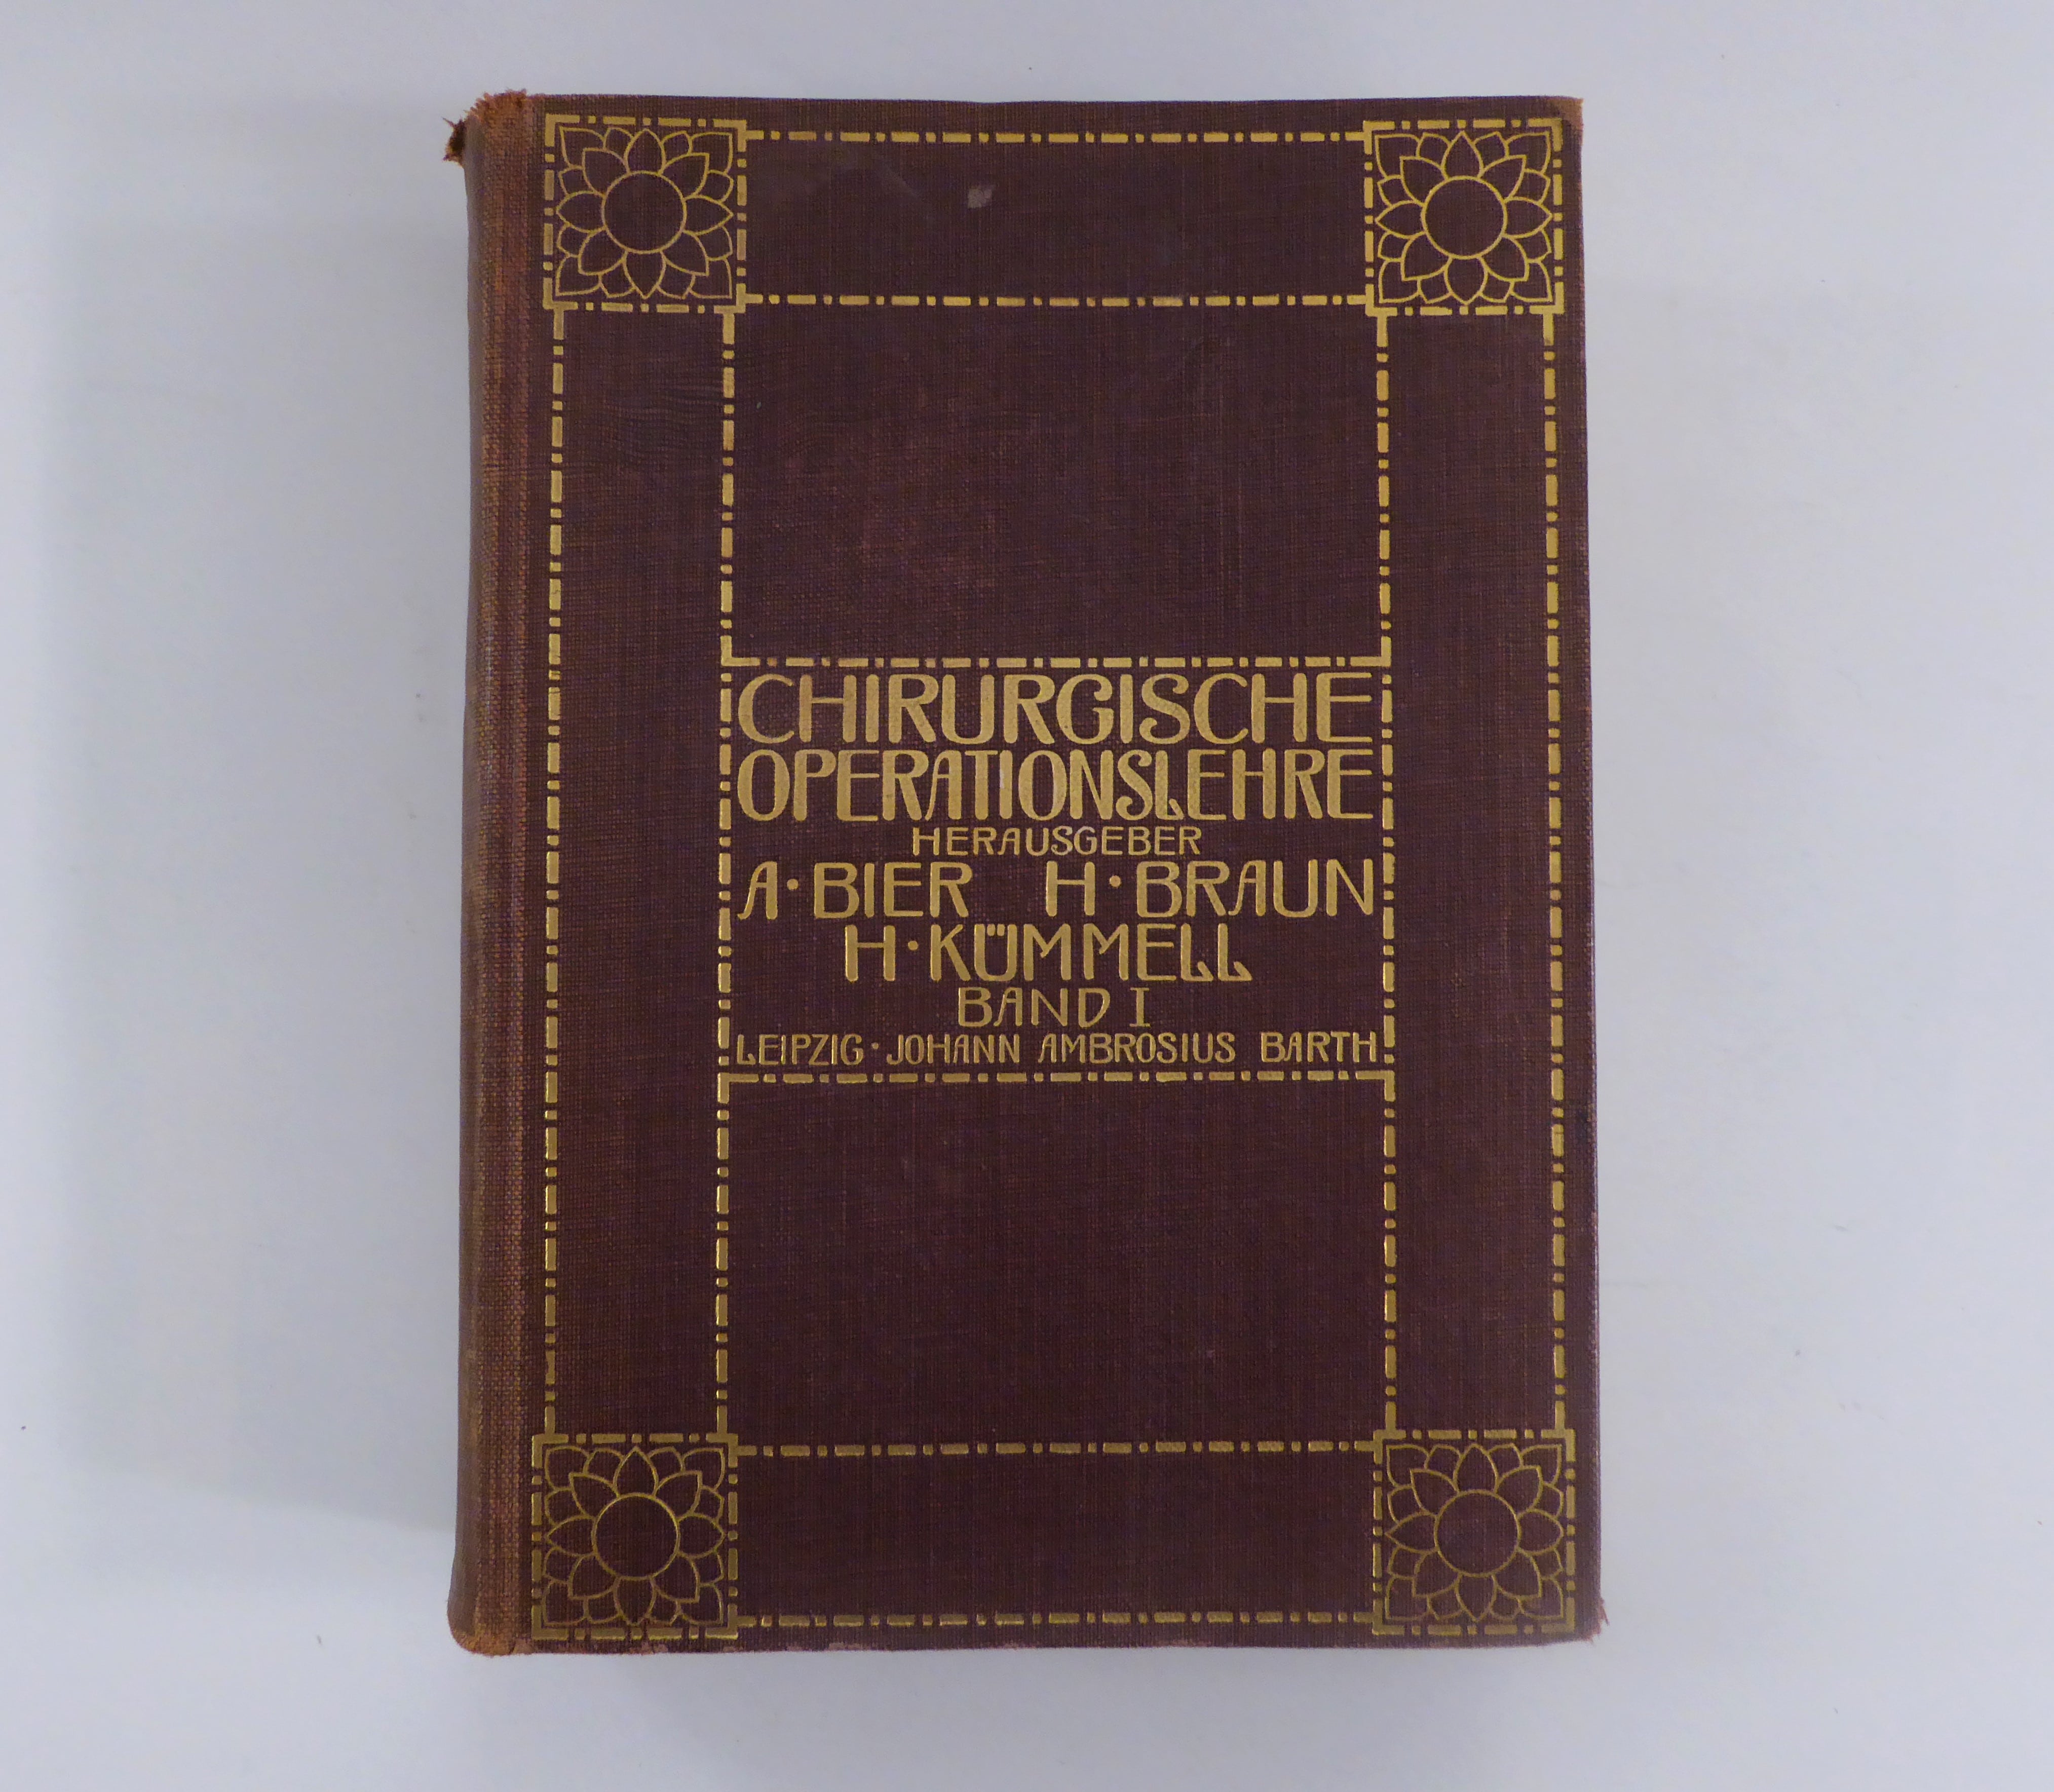 CHIRURGISCHE
OPERATIONSLEHRE
HERAUSGEBER
A·BIER H·BRAUN
H·KÜMMELL
BAND I
LEIPZIG·JOHANN AMBROSIUS BARTH